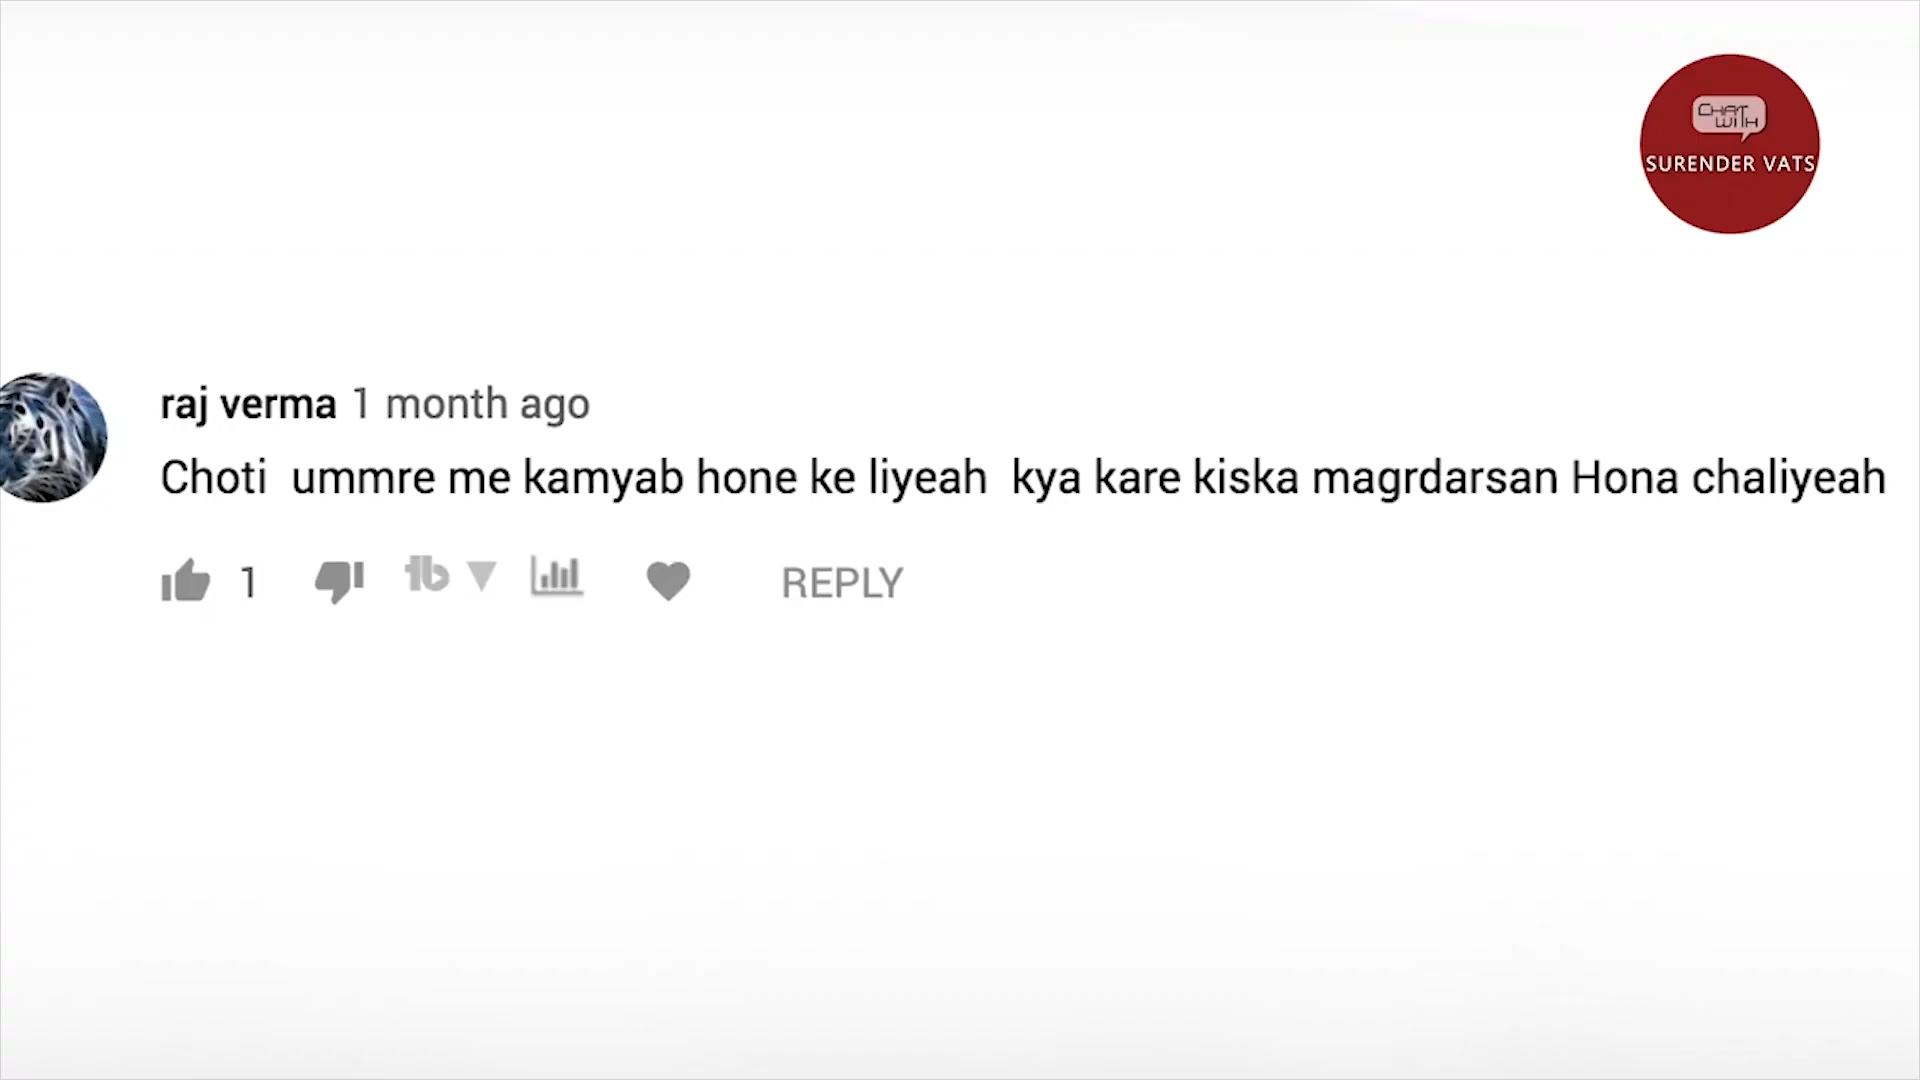 CHAT
WITH
SURENDER VATS
raj verma 1 month ago
Choti ummre me kamyab hone ke liyeah kya kare kiska magrdarsan Hona chaliyeah
1 tb REPLY